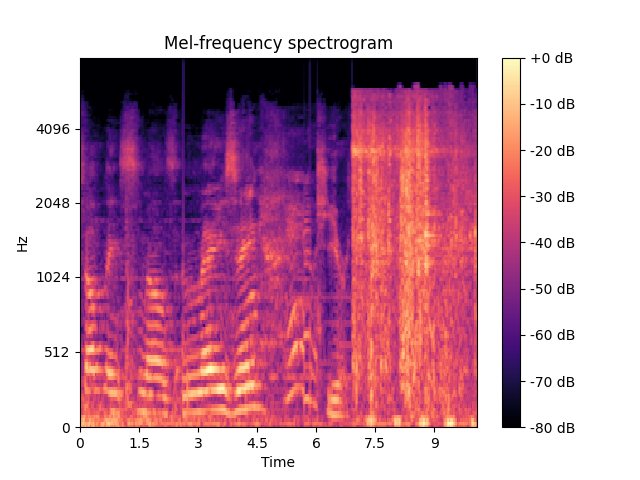 Mel-frequency spectrogram
+0 dB
4096
-10 dB
-20 dB
2048
-30 dB
Hz
1024
-40 dB
-50 dB
512
-60 dB
-70 dB
0
-80 dB
0 1.5 3 4.5 6 7.5 9
Time